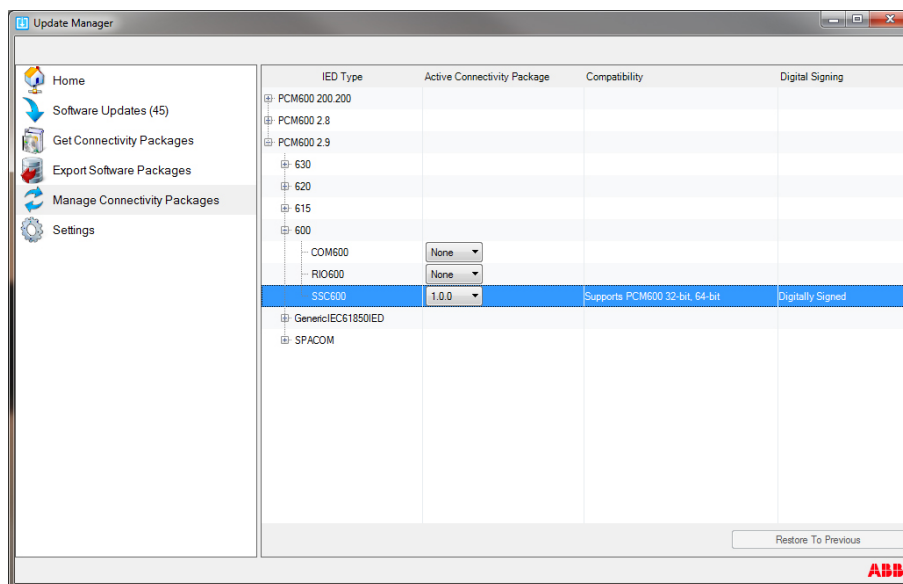 Update Manager
Home
Software Updates (45)
Get Connectivity Packages
Export Software Packages
Manage Connectivity Packages
Settings
IED Type Active Connectivity Package Compatibility Digital Signing
PCM600 200.200
PCM600 2.8
PCM600 2.9
630
620
615
600
COM600 None
RIO600 None
SSC600 1.0.0 Supports PCM600 32-bit, 64-bit Digitally Signed
GenericIEC61850IED
SPACOM
Restore To Previous
ABB